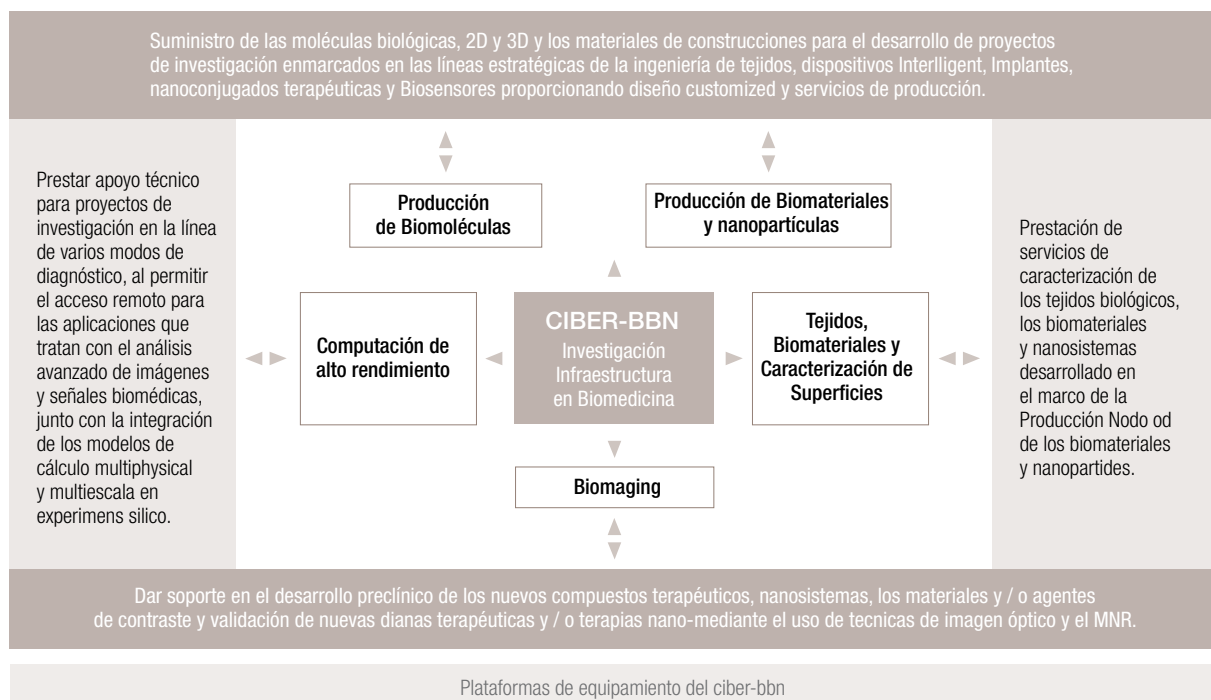 Suministro de las moléculas biológicas, 2D y 3D y los materiales de construcciones para el desarrollo de proyectos
de investigación enmarcados en las líneas estratégicas de la ingeniería de tejidos, dispositivos Interlligent, Implantes,
nanoconjugados terapéuticas y Biosensores proporcionando diseño customized y servicios de producción.
Prestar apoyo técnico
para proyectos de
investigación en la línea
de varios modos de
diagnóstico, al permitir
el acceso remoto para
las aplicaciones que
tratan con el análisis
avanzado de imágenes
y señales biomédicas,
junto con la integración
de los modelos de
cálculo multiphysical
y multiescala en
experimens silico.
Producción
de Biomoléculas
Producción de Biomateriales
y nanopartículas
Computación de
alto rendimiento
CIBER-BBN
Investigación
Infraestructura
en Biomedicina
Tejidos,
Biomateriales y
Caracterización de
Superficies
Biomaging
Prestación de
servicios de
caracterización de
los tejidos biológicos,
los biomateriales
y nanosistemas
desarrollado en
el marco de la
Producción Nodo od
de los biomateriales
y nanopartides.
Dar soporte en el desarrollo preclínico de los nuevos compuestos terapéuticos, nanosistemas, los materiales y / o agentes
de contraste y validación de nuevas dianas terapéuticas y / o terapias nano-mediante el uso de tecnicas de imagen óptico y el MNR.
Plataformas de equipamiento del ciber-bbn